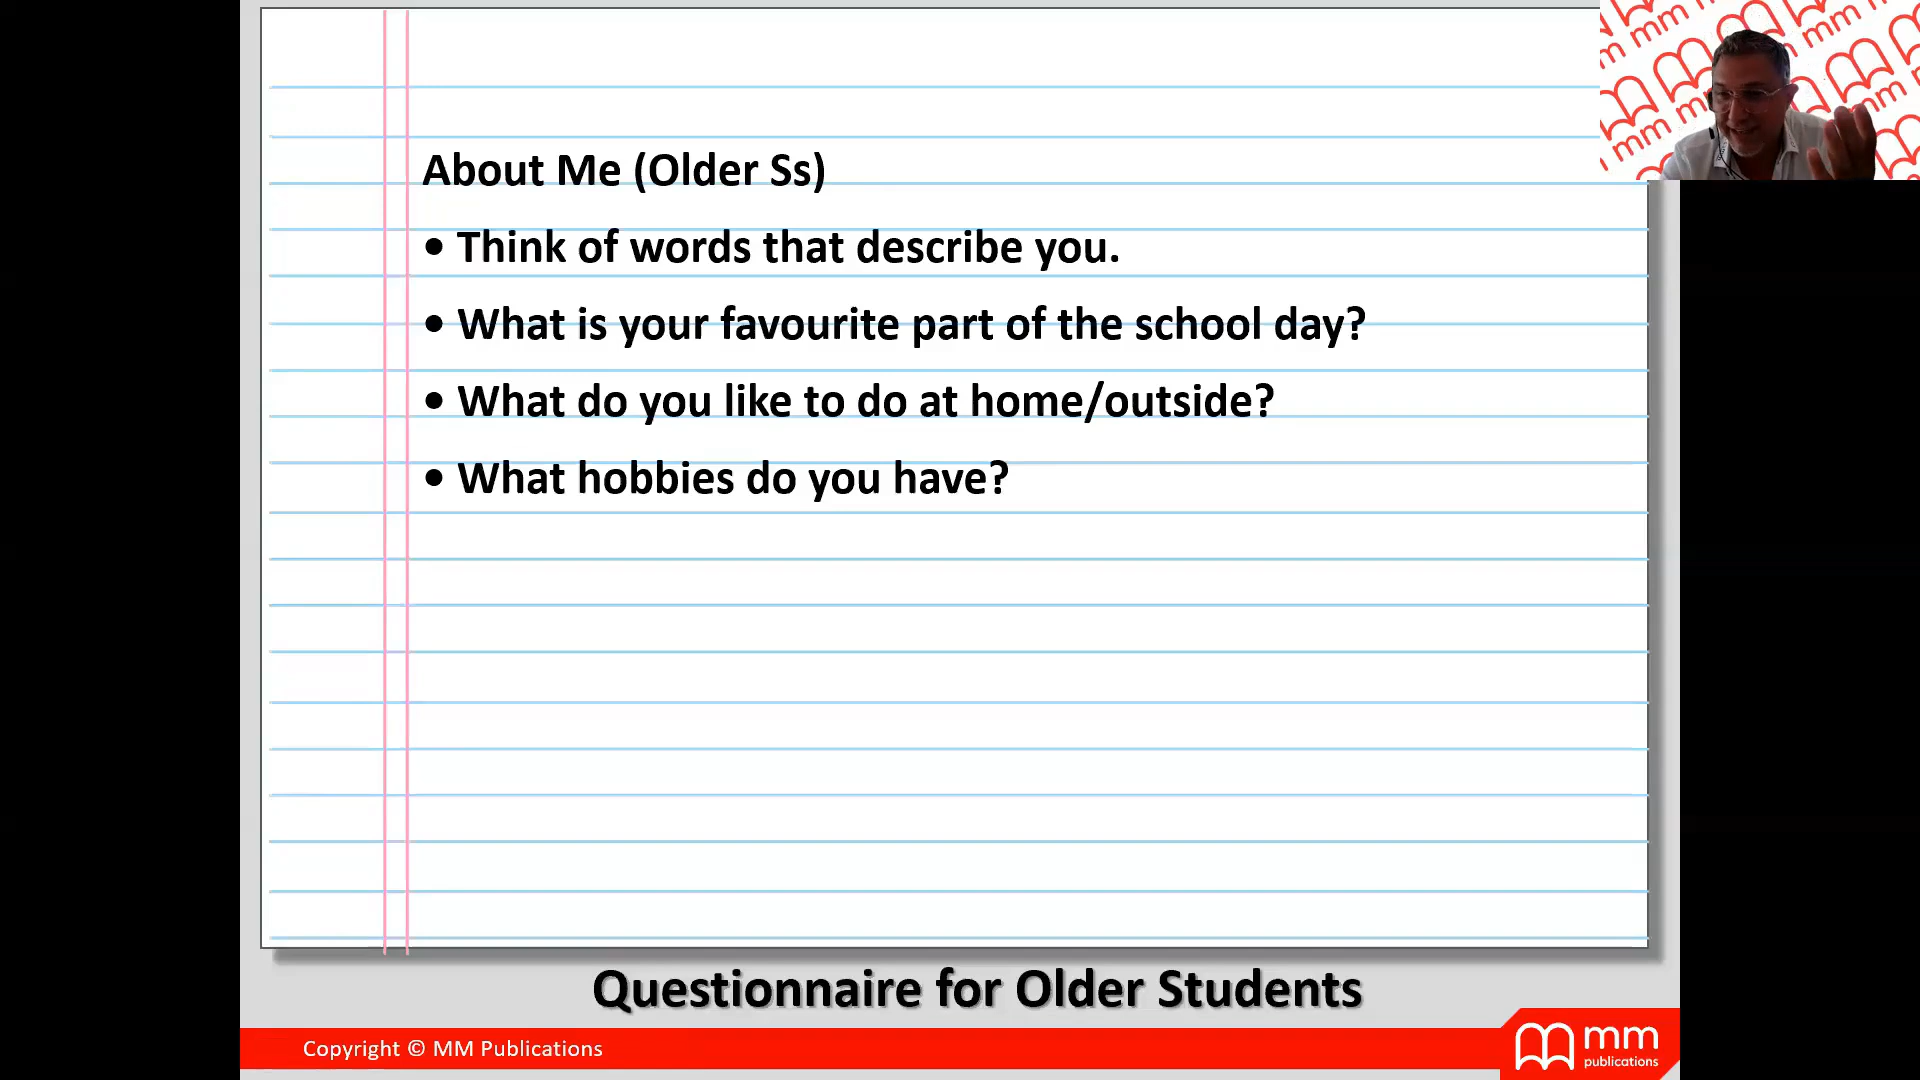 About Me (Older Ss)
• Think of words that describe you.
• What is your favourite part of the school day?
• What do you like to do at home/outside?
• What hobbies do you have?
Questionnaire for Older Students
Copyright © MM Publications
mm
publications